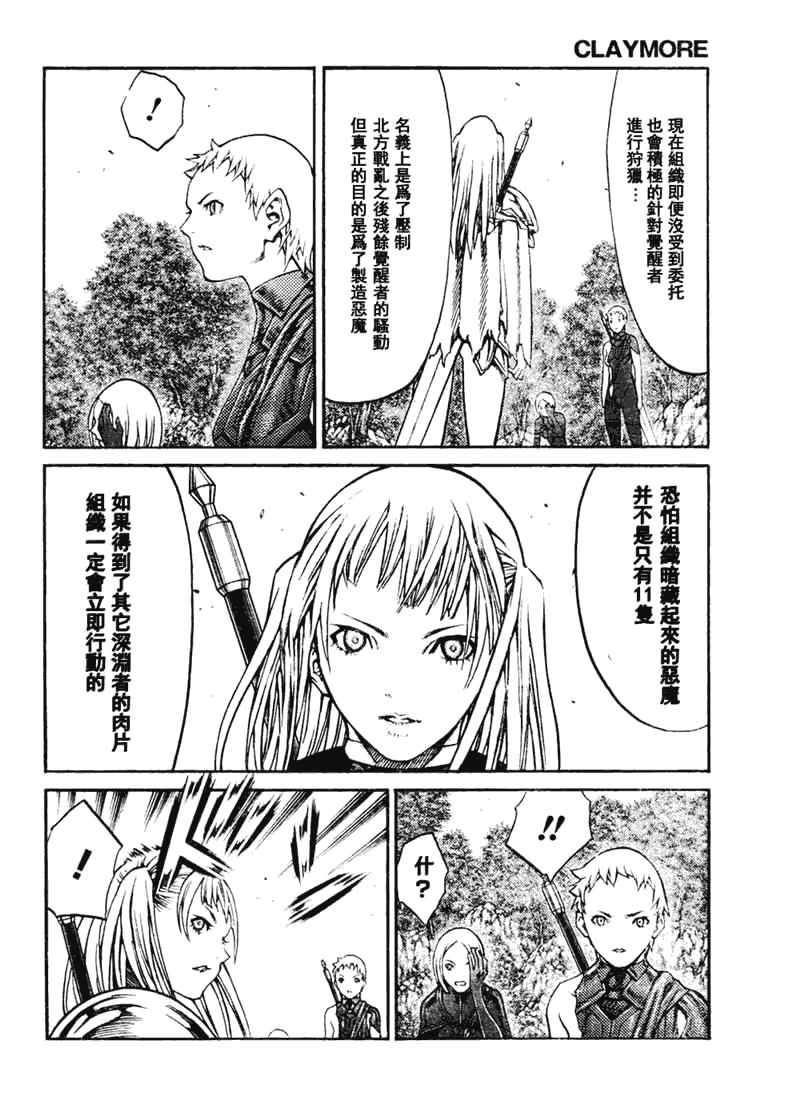 CLAYMORE
現在組織即便沒受到委托
也會積極的針對覺醒者
進行狩獵…
名義上是爲了壓制
北方戰亂之後殘餘覺醒者的騷動
但真正的目的是爲了製造惡魔
!
恐怕組織暗藏起來的惡魔
并不是只有11隻
如果得到了其它深淵者的肉片
組織一定會立即行動的
!!
什?
!